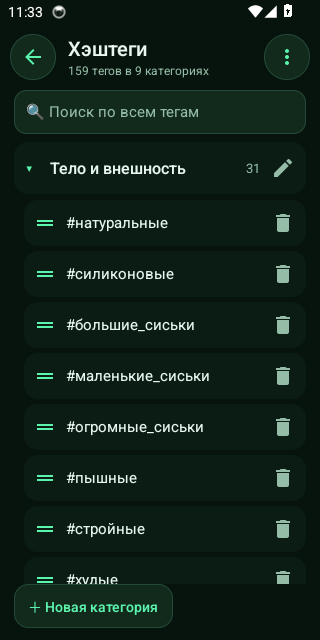 11:33
Хэштеги
159 тегов в 9 категориях
🔍 Поиск по всем тегам
▾ Тело и внешность 31
#натуральные
#силиконовые
#большие_сиськи
#маленькие_сиськи
#огромные_сиськи
#пышные
#стройные
#худые
+ Новая категория